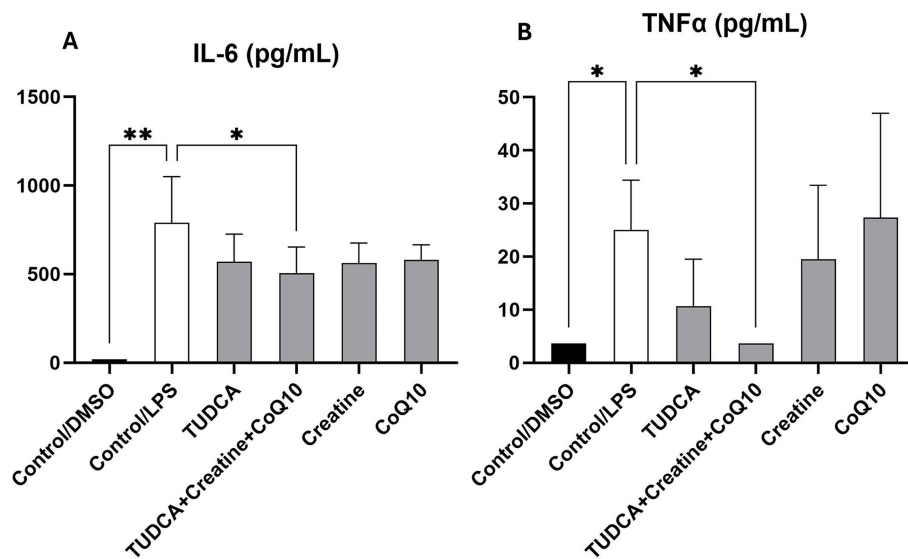 A
IL-6 (pg/mL)
1500
1000
500
0
**
*
Control/DMSO
Control/LPS
TUDCA
TUDCA+Creatine+CoQ10
Creatine
CoQ10
B
TNFα (pg/mL)
50
40
30
20
10
0
*
*
Control/DMSO
Control/LPS
TUDCA
TUDCA+Creatine+CoQ10
Creatine
CoQ10